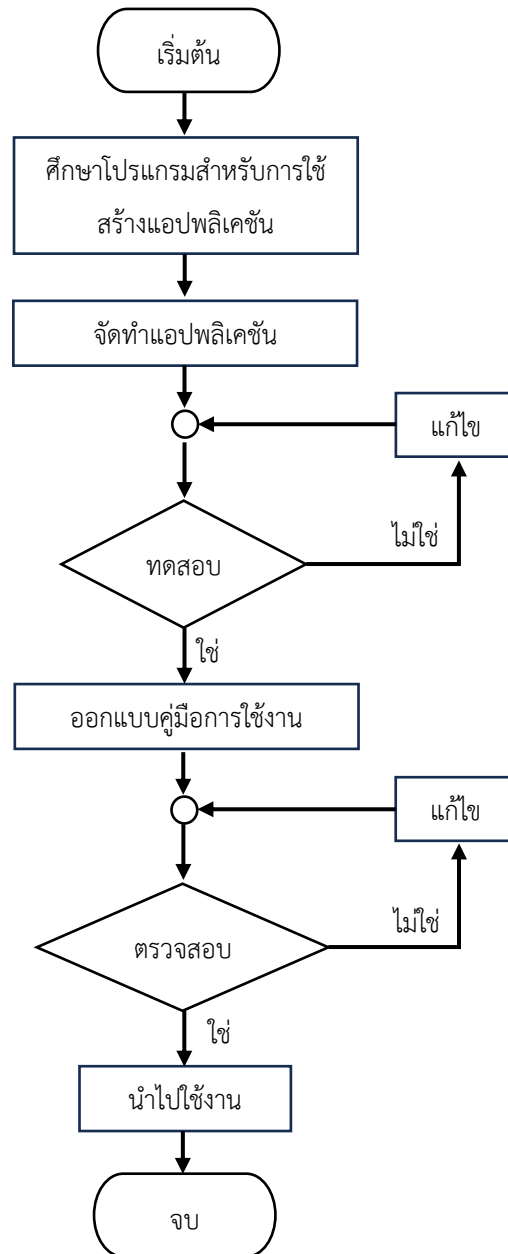 เริ่มต้น
ศึกษาโปรแกรมสำหรับการใช้
สร้างแอปพลิเคชัน
จัดทำแอปพลิเคชัน
แก้ไข
ไม่ใช่
ทดสอบ
ใช่
ออกแบบคู่มือการใช้งาน
แก้ไข
ไม่ใช่
ตรวจสอบ
ใช่
นำไปใช้งาน
จบ